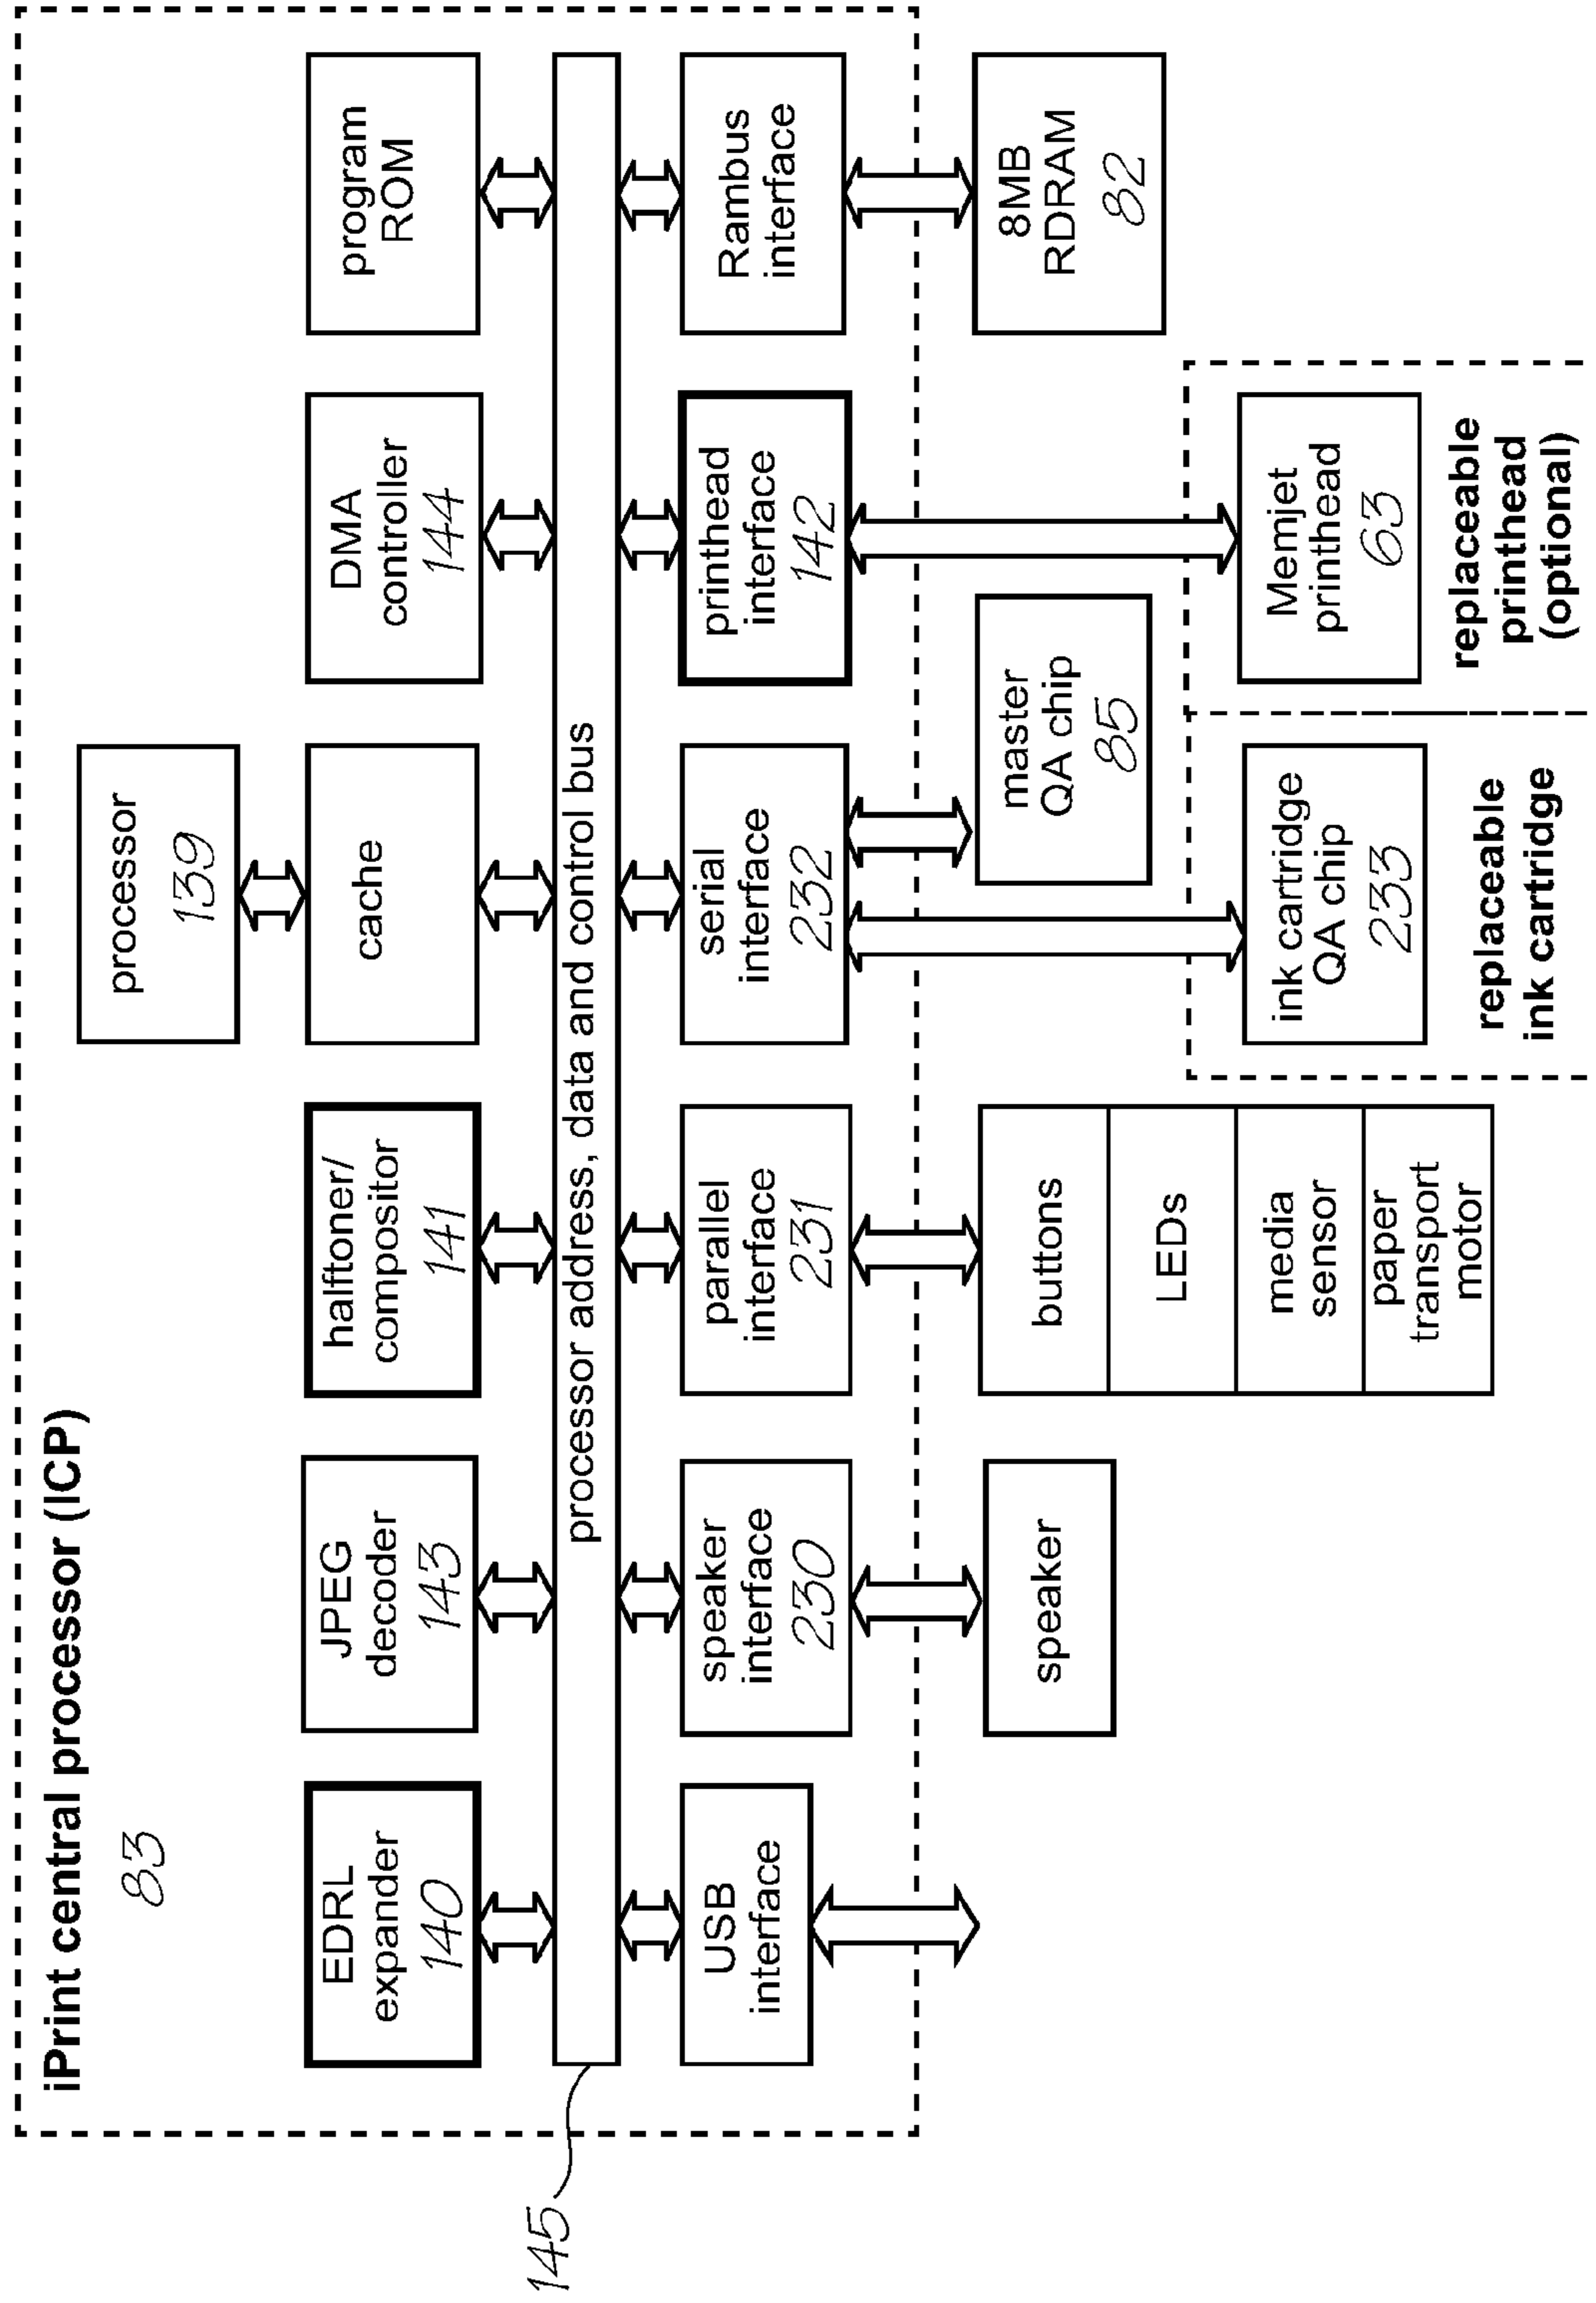 iPrint central processor (ICP)
83
processor
139
EDRL
expander
140
JPEG
decoder
143
halftoner/
compositor
141
cache
DMA
controller
144
program
ROM
145
processor address, data and control bus
USB
interface
speaker
interface
230
parallel
interface
231
serial
interface
232
printhead
interface
142
Rambus
interface
speaker
buttons
LEDs
media
sensor
paper
transport
motor
master
QA chip
85
8MB
RDRAM
82
ink cartridge
QA chip
233
Memjet
printhead
63
replaceable
ink cartridge
replaceable
printhead
(optional)